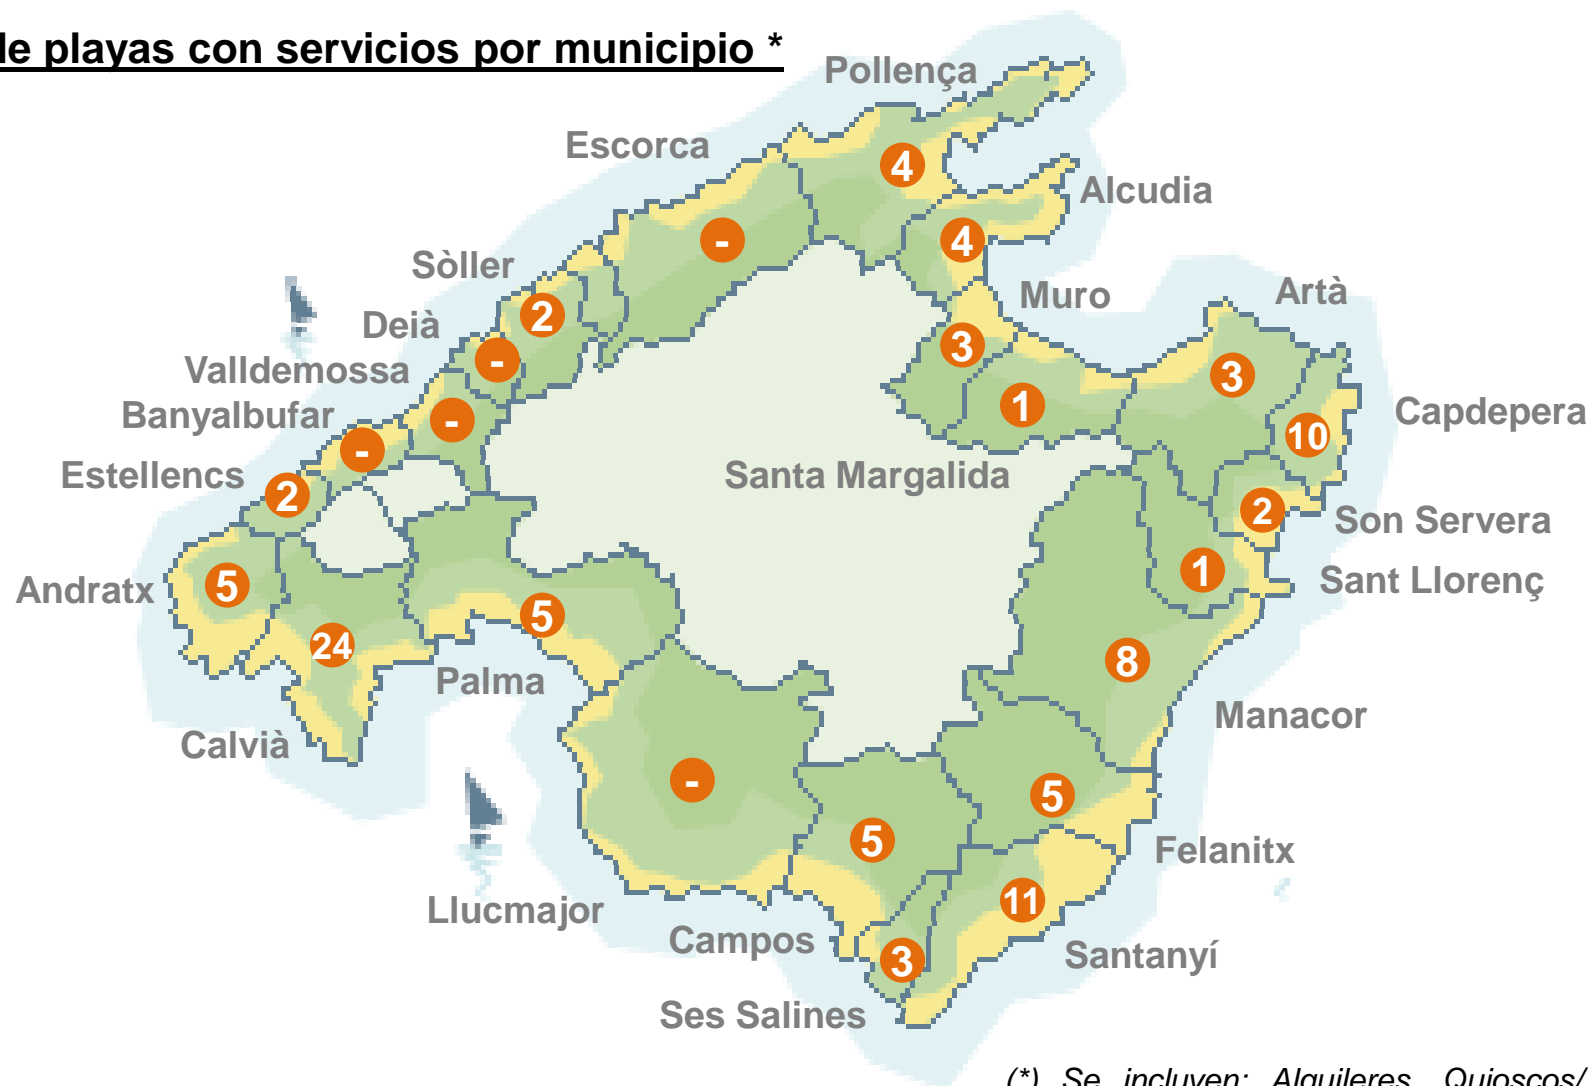 de playas con servicios por municipio *
Pollença
Escorca
4
Alcudia
-
4
Sòller
Muro
Artà
2
Deià
3
Valldemossa
-
3
Banyalbufar
-
1
Capdepera
10
-
Estellencs
2
Santa Margalida
2
Son Servera
Andratx
5
1
Sant Llorenç
5
24
8
Palma
Manacor
Calvià
-
5
5
Felanitx
Llucmajor
11
Campos
3
Santanyí
Ses Salines
(*) Se incluyen: Alquileres, Quioscos/